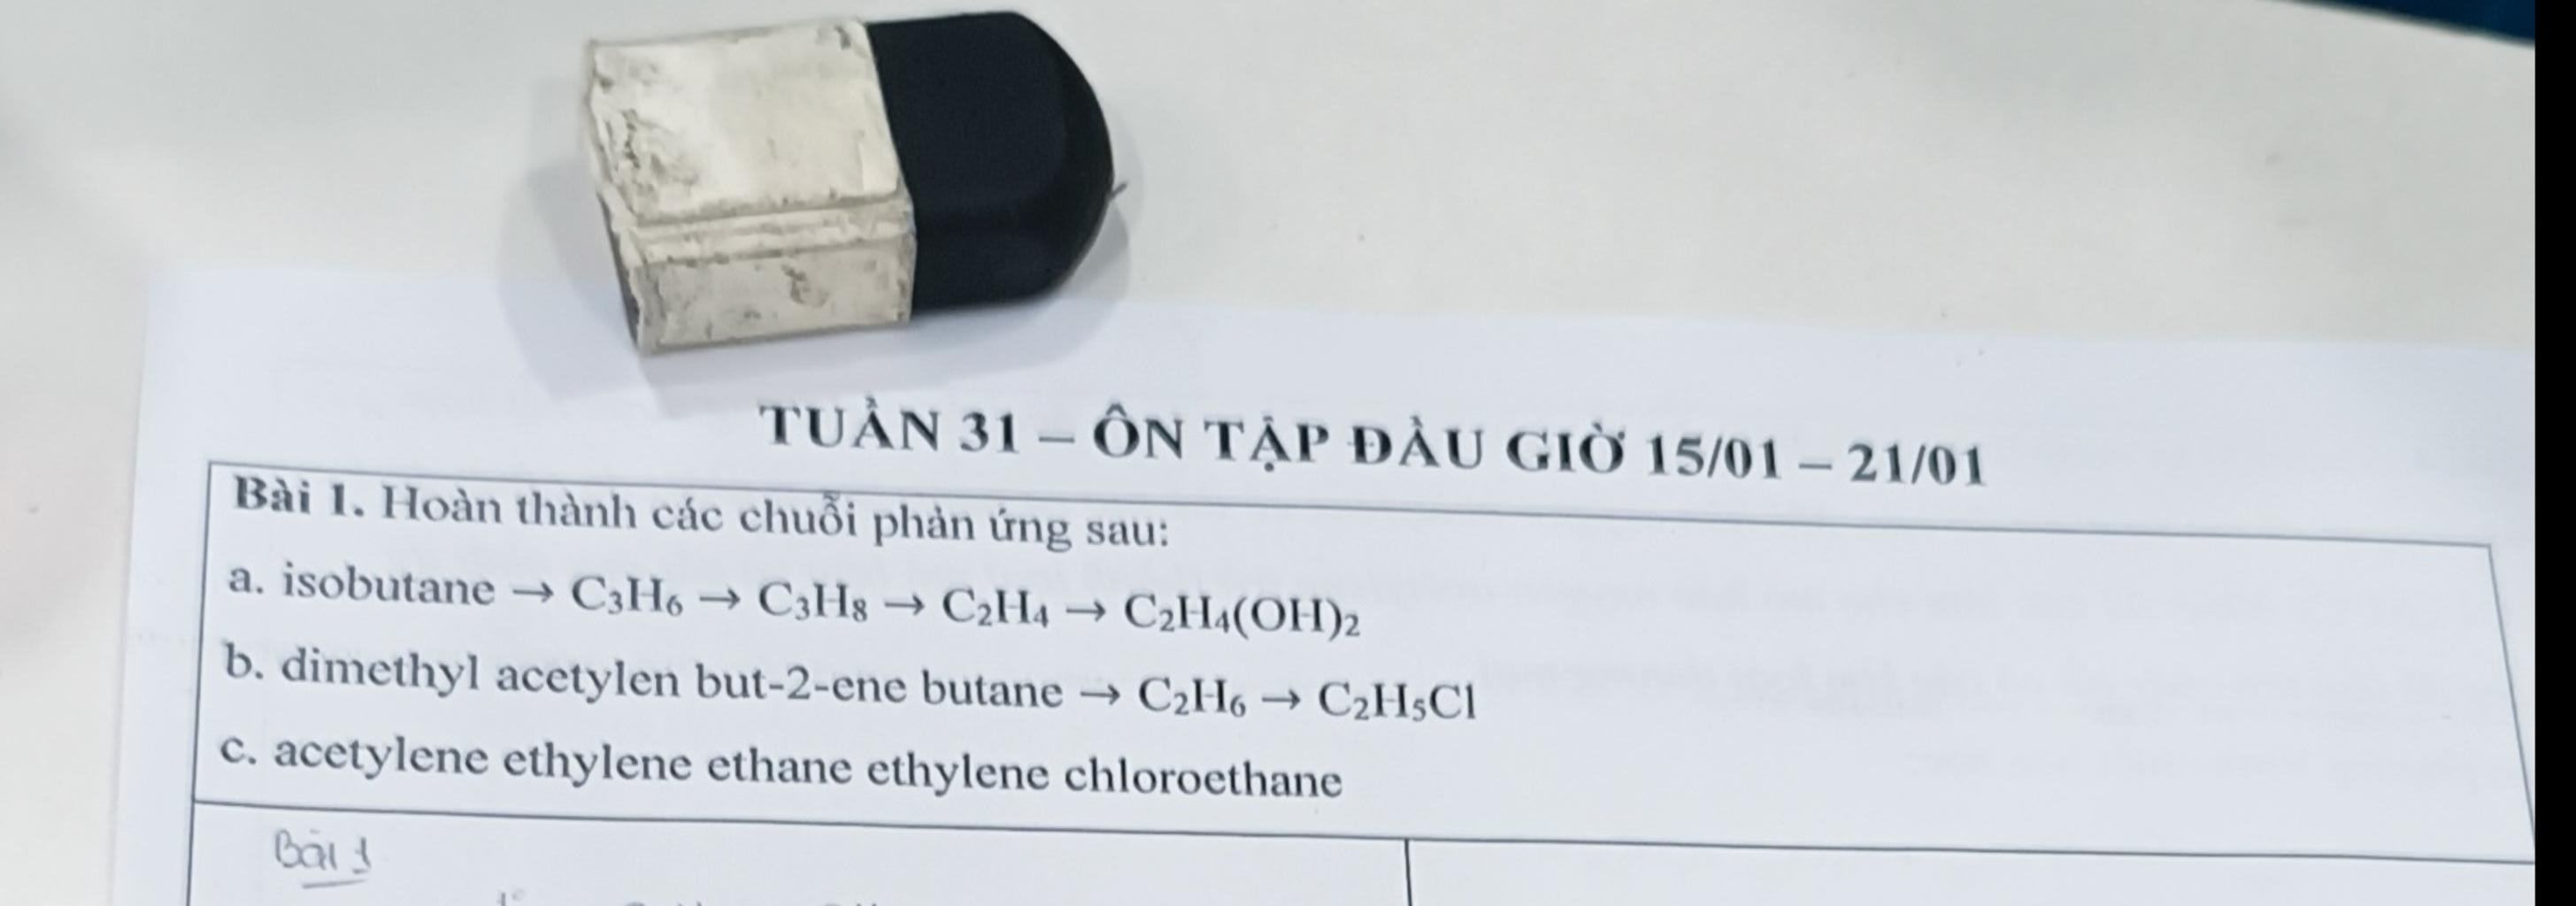 TUẦN 31 – ÔN TẬP ĐẦU GIỜ 15/01 – 21/01
Bài 1. Hoàn thành các chuỗi phản ứng sau:
a. isobutane → C₃H₆ → C₃H₈ → C₂H₄ → C₂H₄(OH)₂
b. dimethyl acetylen but-2-ene butane → C₂H₆ → C₂H₅Cl
c. acetylene ethylene ethane ethylene chloroethane
Bài 1